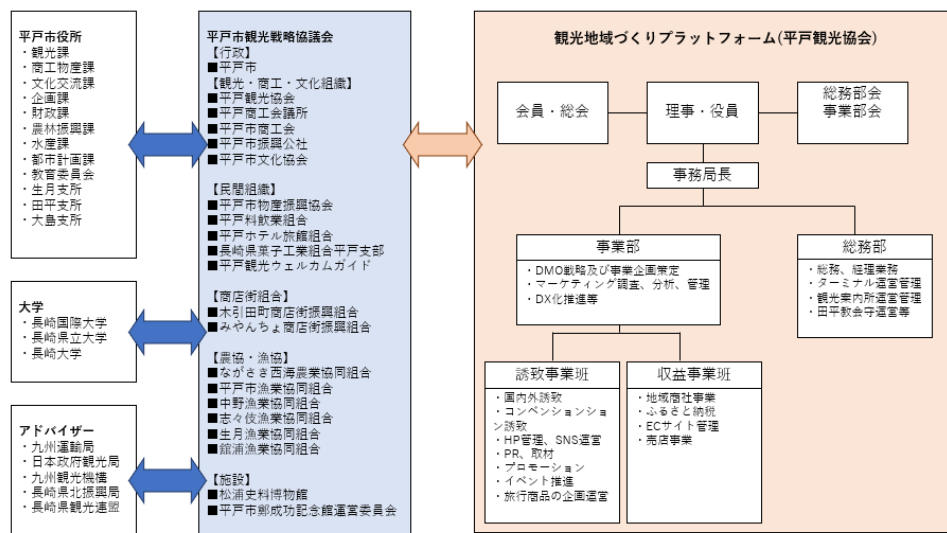 平戸市役所
・観光課
・商工物産課
・文化交流課
・企画課
・財政課
・農林振興課
・水産課
・都市計画課
・教育委員会
・生月支所
・田平支所
・大島支所
大学
・長崎国際大学
・長崎県立大学
・長崎大学
アドバイザー
・九州運輸局
・日本政府観光局
・九州観光機構
・長崎県北振興局
・長崎県観光連盟
平戸市観光戦略協議会
【行政】
■平戸市
【観光・商工・文化組織】
■平戸観光協会
■平戸商工会議所
■平戸市商工会
■平戸市振興公社
■平戸市文化協会
【民間組織】
■平戸市物産振興協会
■平戸料飲業組合
■平戸ホテル旅館組合
■長崎県菓子工業組合平戸支部
■平戸観光ウェルカムガイド
【商店街組合】
■木引田町商店街振興組合
■みやんちょ商店街振興組合
【農協・漁協】
■ながさき西海農業協同組合
■平戸市漁業協同組合
■中野漁業協同組合
■志々伎漁業協同組合
■生月漁業協同組合
■舘浦漁業協同組合
【施設】
■松浦史料博物館
■平戸市鄭成功記念館運営委員会
観光地域づくりプラットフォーム(平戸観光協会)
会員・総会
理事・役員
総務部会
事業部会
事務局長
事業部
・DMO戦略及び事業企画策定
・マーケティング調査、分析、管理
・DX化推進等
総務部
・総務、経理業務
・ターミナル運営管理
・観光案内所運営管理
・田平教会守運営等
誘致事業班
・国内外誘致
・コンベンションション
誘致
・HP管理、SNS運営
・PR、取材
・プロモーション
・イベント推進
・旅行商品の企画運営
収益事業班
・地域商社事業
・ふるさと納税
・ECサイト管理
・売店事業